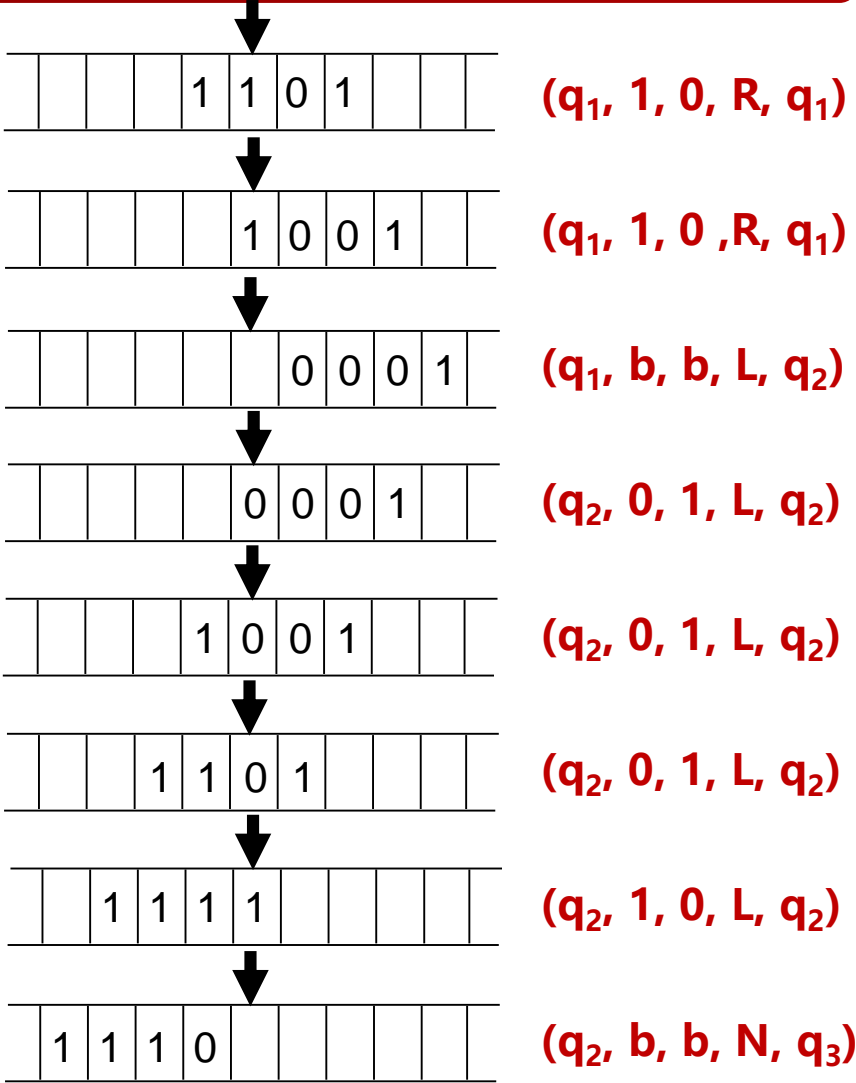 1 1 0 1 (q₁, 1, 0, R, q₁)
1 0 0 1 (q₁, 1, 0 ,R, q₁)
0 0 0 1 (q₁, b, b, L, q₂)
0 0 0 1 (q₂, 0, 1, L, q₂)
1 0 0 1 (q₂, 0, 1, L, q₂)
1 1 0 1 (q₂, 0, 1, L, q₂)
1 1 1 1 (q₂, 1, 0, L, q₂)
1 1 1 0 (q₂, b, b, N, q₃)